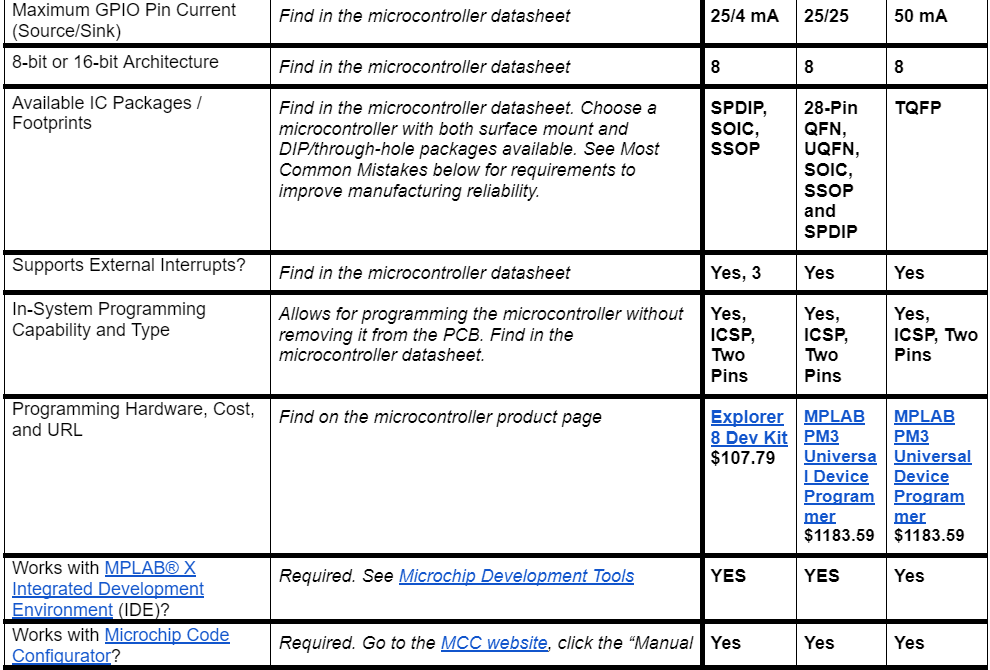 Maximum GPIO Pin Current
(Source/Sink)
Find in the microcontroller datasheet
25/4 mA
25/25
50 mA
8-bit or 16-bit Architecture
Find in the microcontroller datasheet
8
8
8
Available IC Packages /
Footprints
Find in the microcontroller datasheet. Choose a
microcontroller with both surface mount and
DIP/through-hole packages available. See Most
Common Mistakes below for requirements to
improve manufacturing reliability.
SPDIP,
SOIC,
SSOP
28-Pin
QFN,
UQFN,
SOIC,
SSOP
and
SPDIP
TQFP
Supports External Interrupts?
Find in the microcontroller datasheet
Yes, 3
Yes
Yes
In-System Programming
Capability and Type
Allows for programming the microcontroller without
removing it from the PCB. Find in the
microcontroller datasheet.
Yes,
ICSP,
Two
Pins
Yes,
ICSP,
Two
Pins
Yes,
ICSP, Two
Pins
Programming Hardware, Cost,
and URL
Find on the microcontroller product page
Explorer
8 Dev Kit
$107.79
MPLAB
PM3
Universa
l Device
Program
mer
$1183.59
MPLAB
PM3
Universal
Device
Program
mer
$1183.59
Works with MPLAB® X
Integrated Development
Environment (IDE)?
Required. See Microchip Development Tools
YES
YES
Yes
Works with Microchip Code
Configurator?
Required. Go to the MCC website, click the “Manual
Yes
Yes
Yes